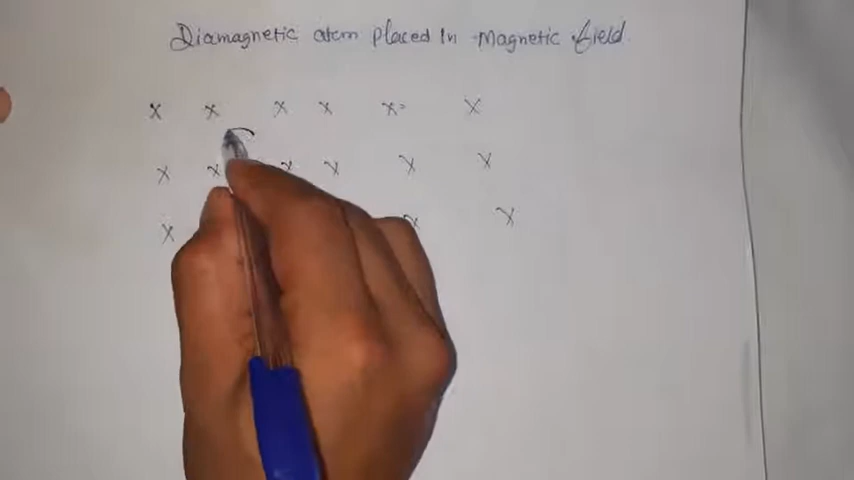 Diamagnetic atom placed in Magnetic field.
x x x x x x
x x x x x x
x x x